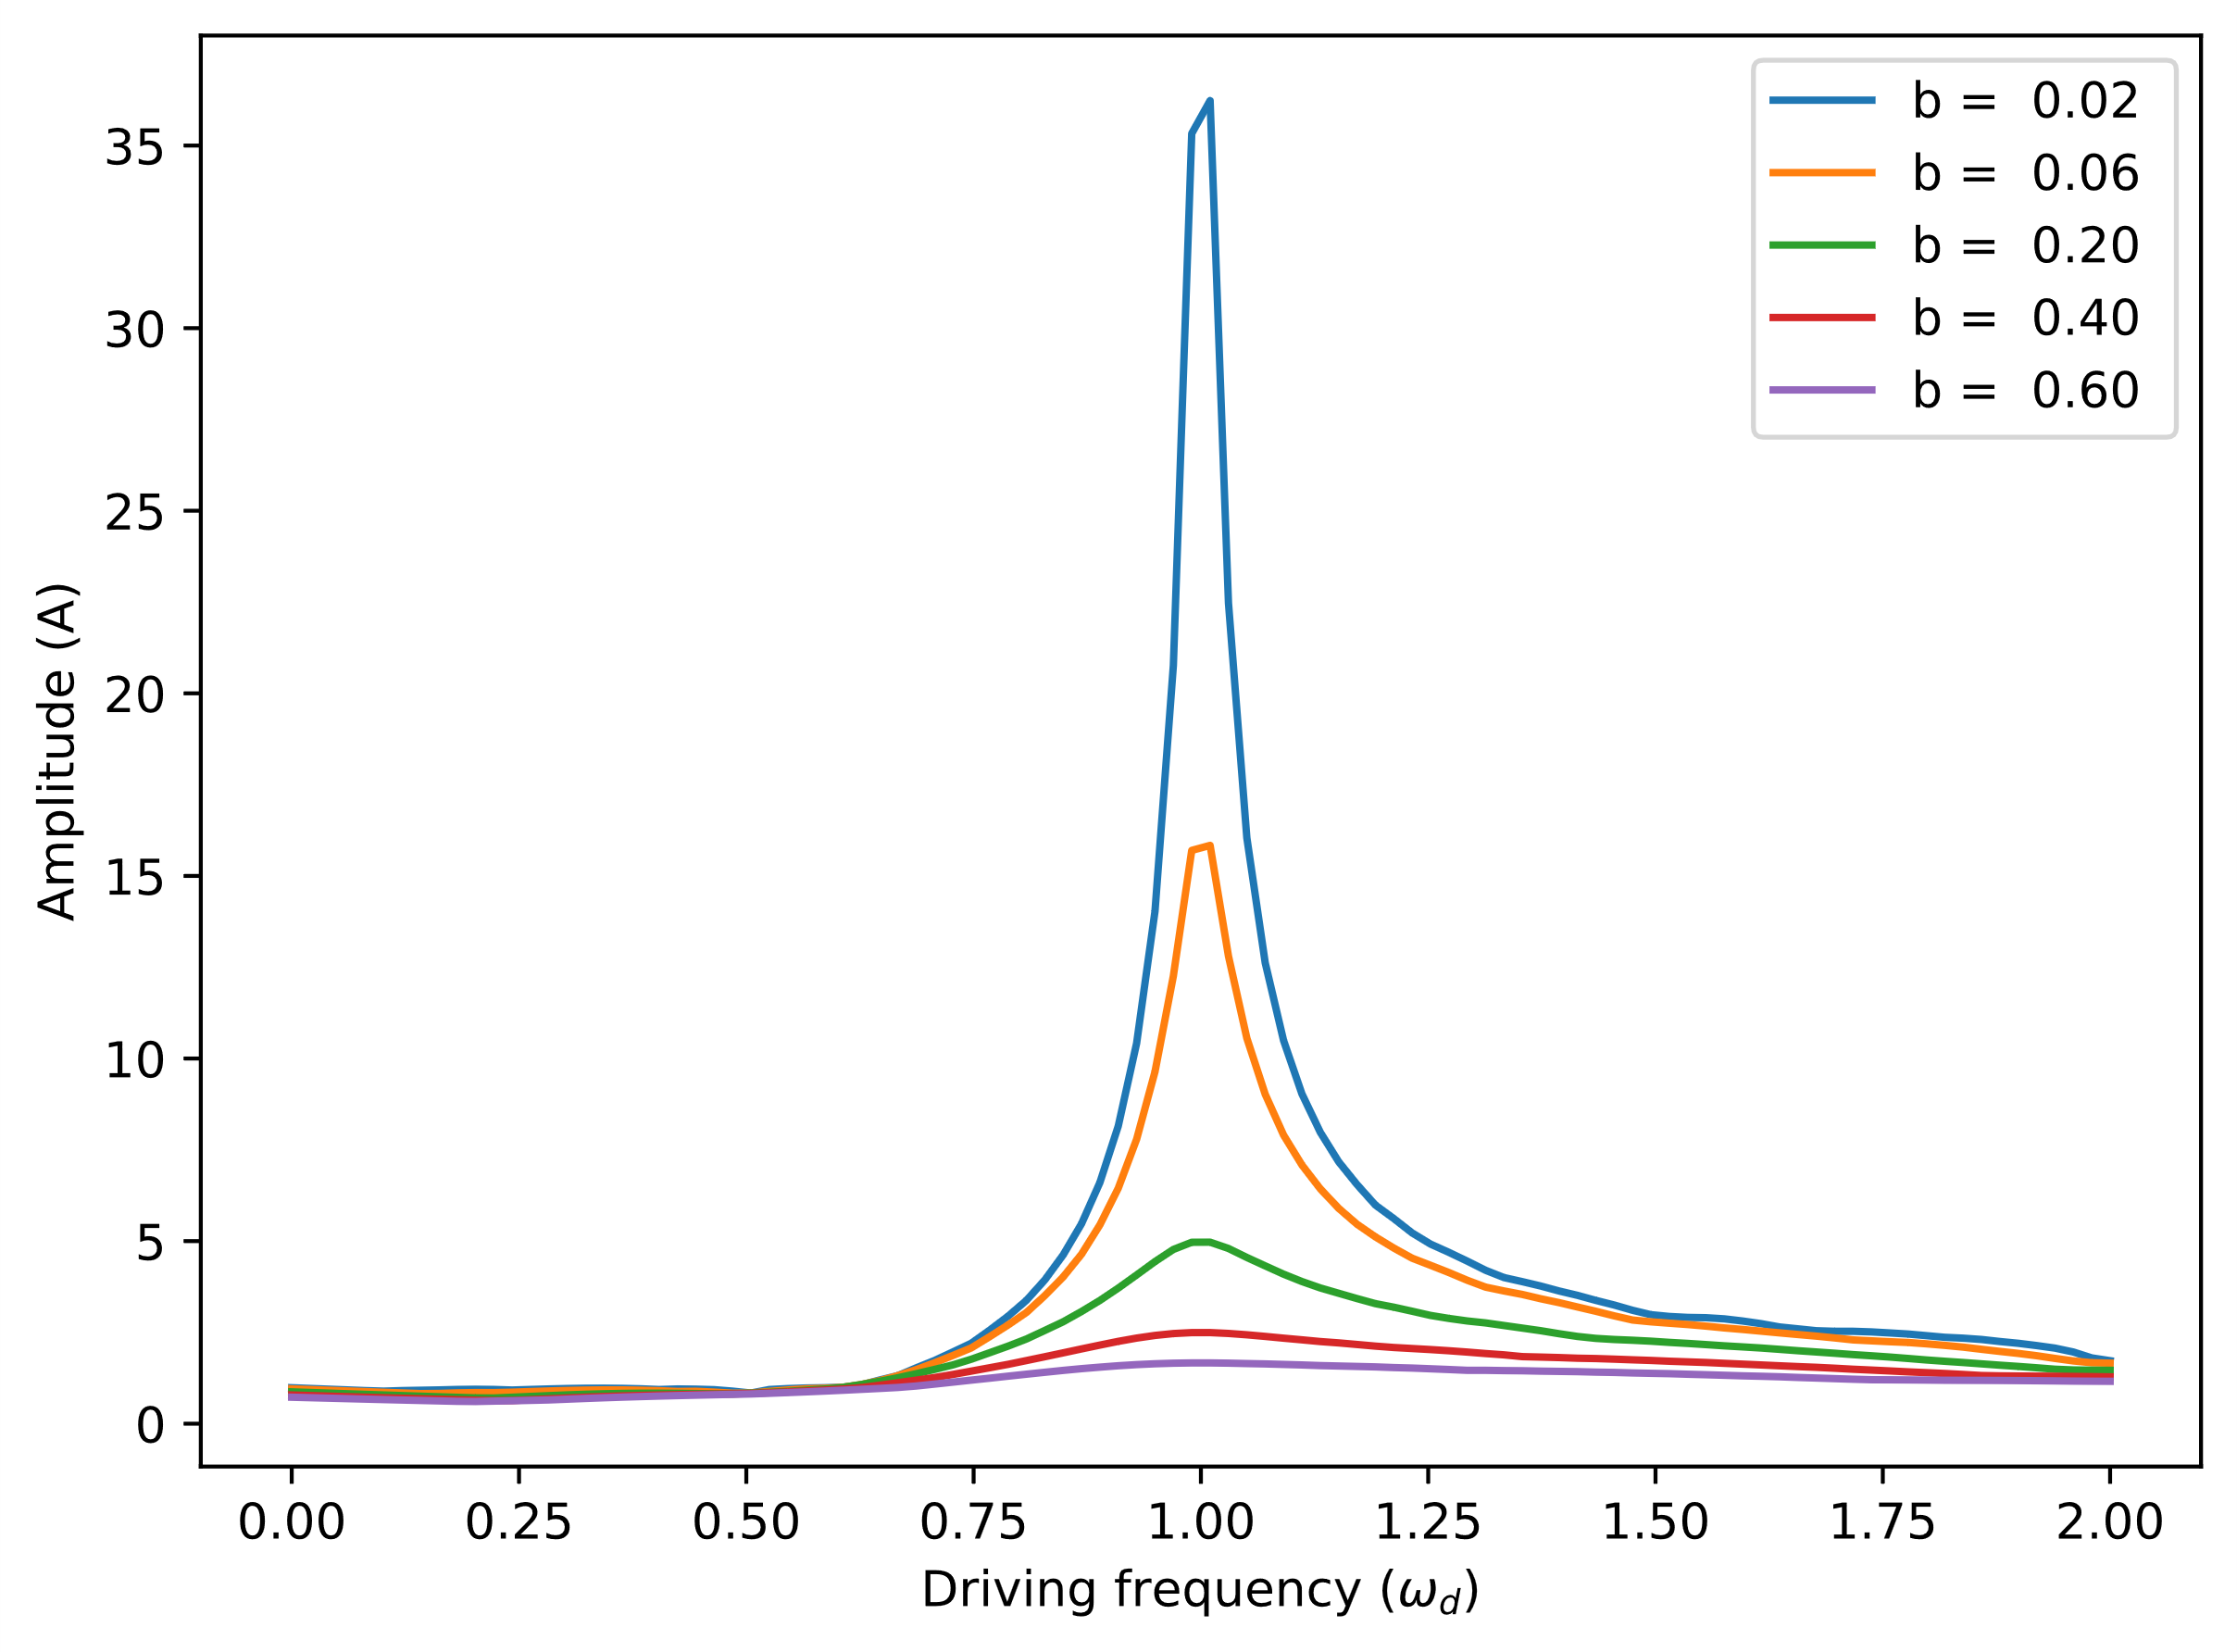 b = 0.02
b = 0.06
b = 0.20
b = 0.40
b = 0.60
Amplitude (A)
35
30
25
20
15
10
5
0
0.00 0.25 0.50 0.75 1.00 1.25 1.50 1.75 2.00
Driving frequency (ω_d)